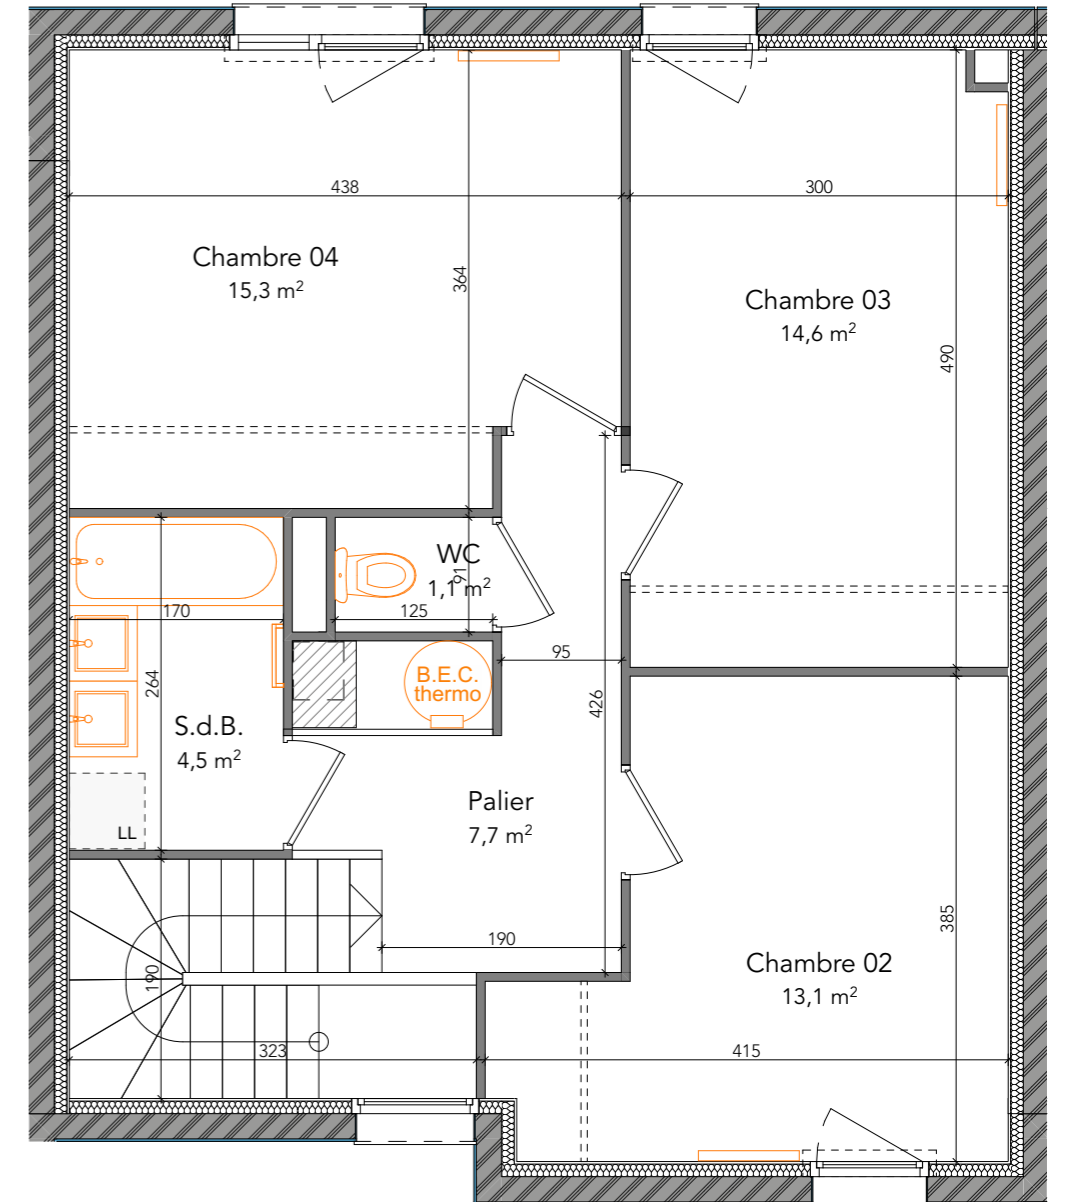 438
300
Chambre 04
15,3 m²
364
Chambre 03
14,6 m²
490
WC
1,1 m²
91
170
125
95
B.E.C.
thermo
264
426
S.d.B.
4,5 m²
Palier
7,7 m²
LL
385
190
190
Chambre 02
13,1 m²
323
415